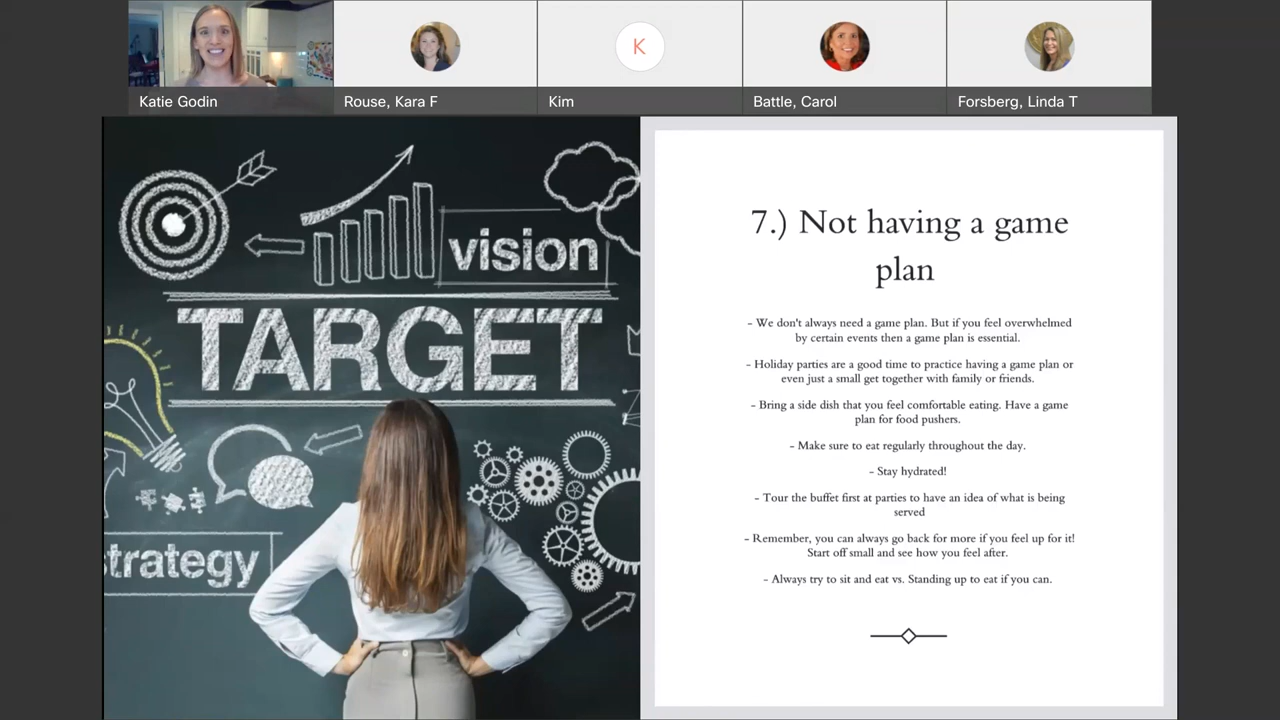 Katie Godin
Rouse, Kara F
K
Kim
Battle, Carol
Forsberg, Linda T
vision
TARGET
trategy
7.) Not having a game
plan
- We don't always need a game plan. But if you feel overwhelmed
by certain events then a game plan is essential.
- Holiday parties are a good time to practice having a game plan or
even just a small get together with family or friends.
- Bring a side dish that you feel comfortable eating. Have a game
plan for food pushers.
- Make sure to eat regularly throughout the day.
- Stay hydrated!
- Tour the buffet first at parties to have an idea of what is being
served
- Remember, you can always go back for more if you feel up for it!
Start off small and see how you feel after.
- Always try to sit and eat vs. Standing up to eat if you can.